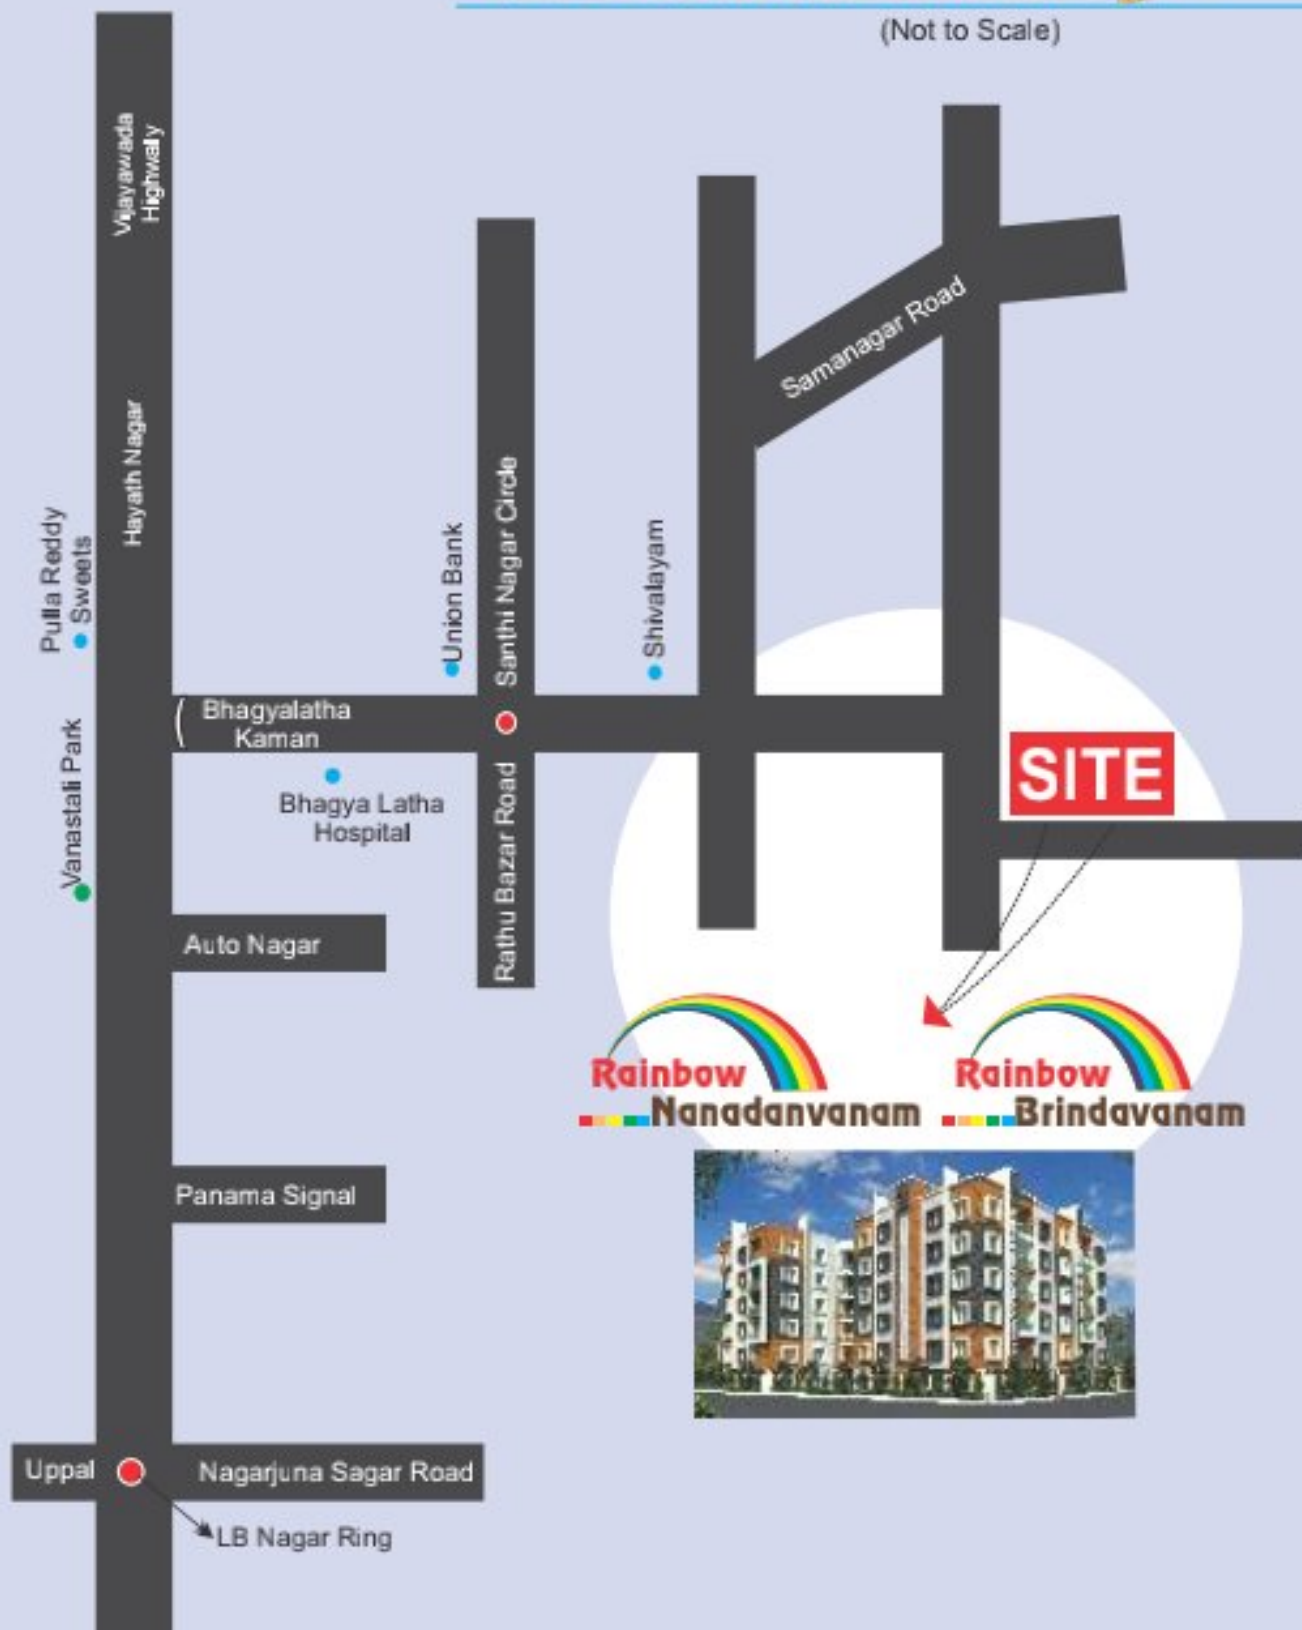 (Not to Scale)
Vijayawada
Highwaly
Samanagar Road
Hayath Nagar
Pulla Reddy
Sweets
Union Bank
Santhi Nagar Circle
Shivalayam
Bhagyalatha
Kaman
SITE
Vanastali Park
Bhagya Latha
Hospital
Rathu Bazar Road
Auto Nagar
Rainbow
Nanadanvanam
Rainbow
Brindavanam
Panama Signal
Uppal
Nagarjuna Sagar Road
LB Nagar Ring